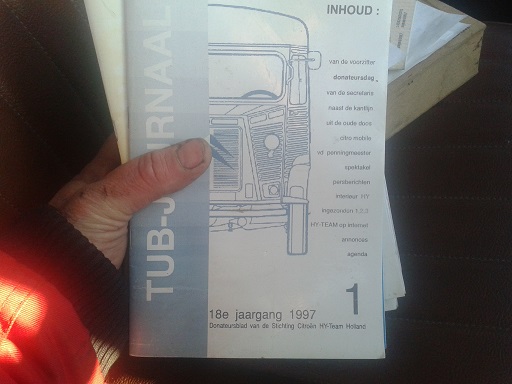 INHOUD :
van de voorzitter
donateursdag
van de secretaris
naast de kantlijn
uit de oude doos
citro mobile
penningmeester
spektakel
persberichten
interieur HY
ingezonden 1,2,3
HY-TEAM op internet
annonces
agenda
TUB-JOURNAAL
1
18e jaargang 1997
Donateursblad van de Stichting Citroën HY-Team Holland